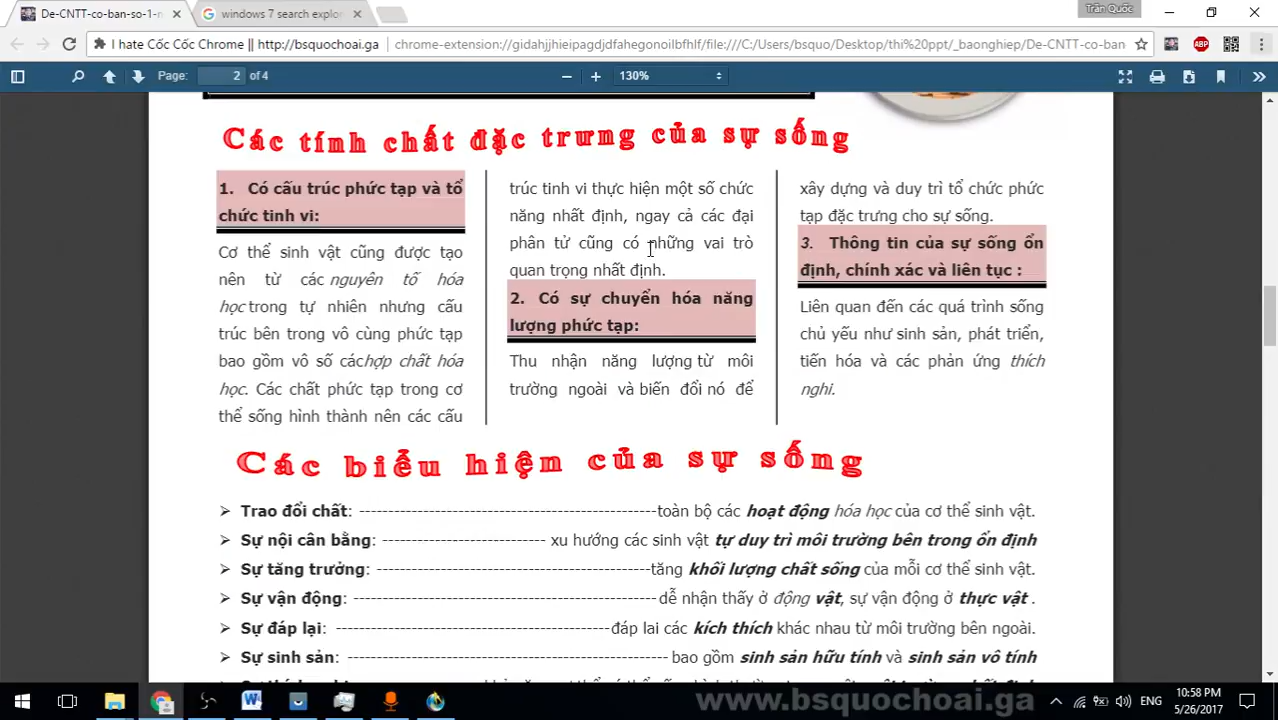 De-CNTT-co-ban-so-1-n
windows 7 search explor
Trần Quốc
I hate Cốc Cốc Chrome || http://bsquochoai.ga
chrome-extension://gidahjjhieipagdjdfahegonoilbfhlf/file:///C:/Users/bsquo/Desktop/thi%20ppt/_baonghiep/De-CNTT-co-ban
ABP
Page: 2 of 4
130%
Các tính chất đặc trưng của sự sống
1. Có cấu trúc phức tạp và tổ
chức tinh vi:
Cơ thể sinh vật cũng được tạo
nên từ các nguyên tố hóa
học trong tự nhiên nhưng cấu
trúc bên trong vô cùng phức tạp
bao gồm vô số cáchợp chất hóa
học. Các chất phức tạp trong cơ
thể sống hình thành nên các cấu
trúc tinh vi thực hiện một số chức
năng nhất định, ngay cả các đại
phân tử cũng có những vai trò
quan trọng nhất định.
2. Có sự chuyển hóa năng
lượng phức tạp:
Thu nhận năng lượng từ môi
trường ngoài và biến đổi nó để
xây dựng và duy trì tổ chức phức
tạp đặc trưng cho sự sống.
3. Thông tin của sự sống ổn
định, chính xác và liên tục :
Liên quan đến các quá trình sống
chủ yếu như sinh sản, phát triển,
tiến hóa và các phản ứng thích
nghi.
Các biểu hiện của sự sống
Trao đổi chất: ------------------------------------------toàn bộ các hoạt động hóa học của cơ thể sinh vật.
Sự nội cân bằng: ----------------------- xu hướng các sinh vật tự duy trì môi trường bên trong ổn định
Sự tăng trưởng: ---------------------------------------tăng khối lượng chất sống của mỗi cơ thể sinh vật.
Sự vận động: -------------------------------------------- dễ nhận thấy ở động vật, sự vận động ở thực vật .
Sự đáp lại: ---------------------------------------đáp lai các kích thích khác nhau từ môi trường bên ngoài.
Sự sinh sản: ---------------------------------------------- bao gồm sinh sản hữu tính và sinh sản vô tính
www.bsquochoai.ga
ENG
10:58 PM
5/26/2017